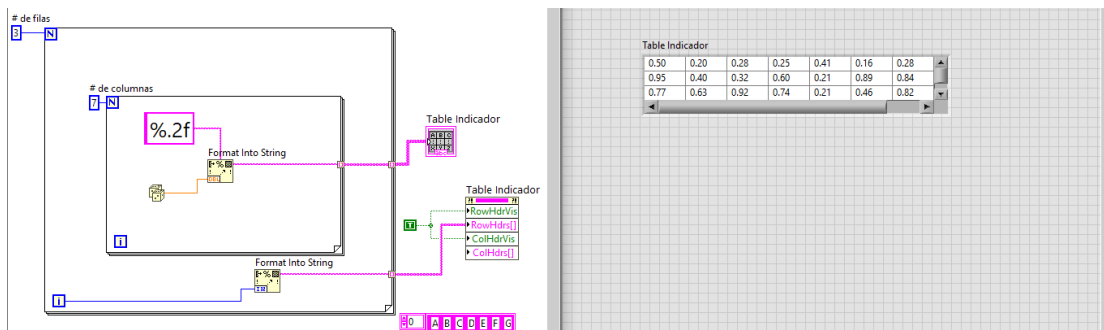 # de filas
3
N
# de columnas
7
N
%.2f
Format Into String
Table Indicador
i
Format Into String
i
T
Table Indicador
RowHdrVis
RowHdrs[]
ColHdrVis
ColHdrs[]
0 A B C D E F G
Table Indicador
0.50 0.20 0.28 0.25 0.41 0.16 0.28
0.95 0.40 0.32 0.60 0.21 0.89 0.84
0.77 0.63 0.92 0.74 0.21 0.46 0.82